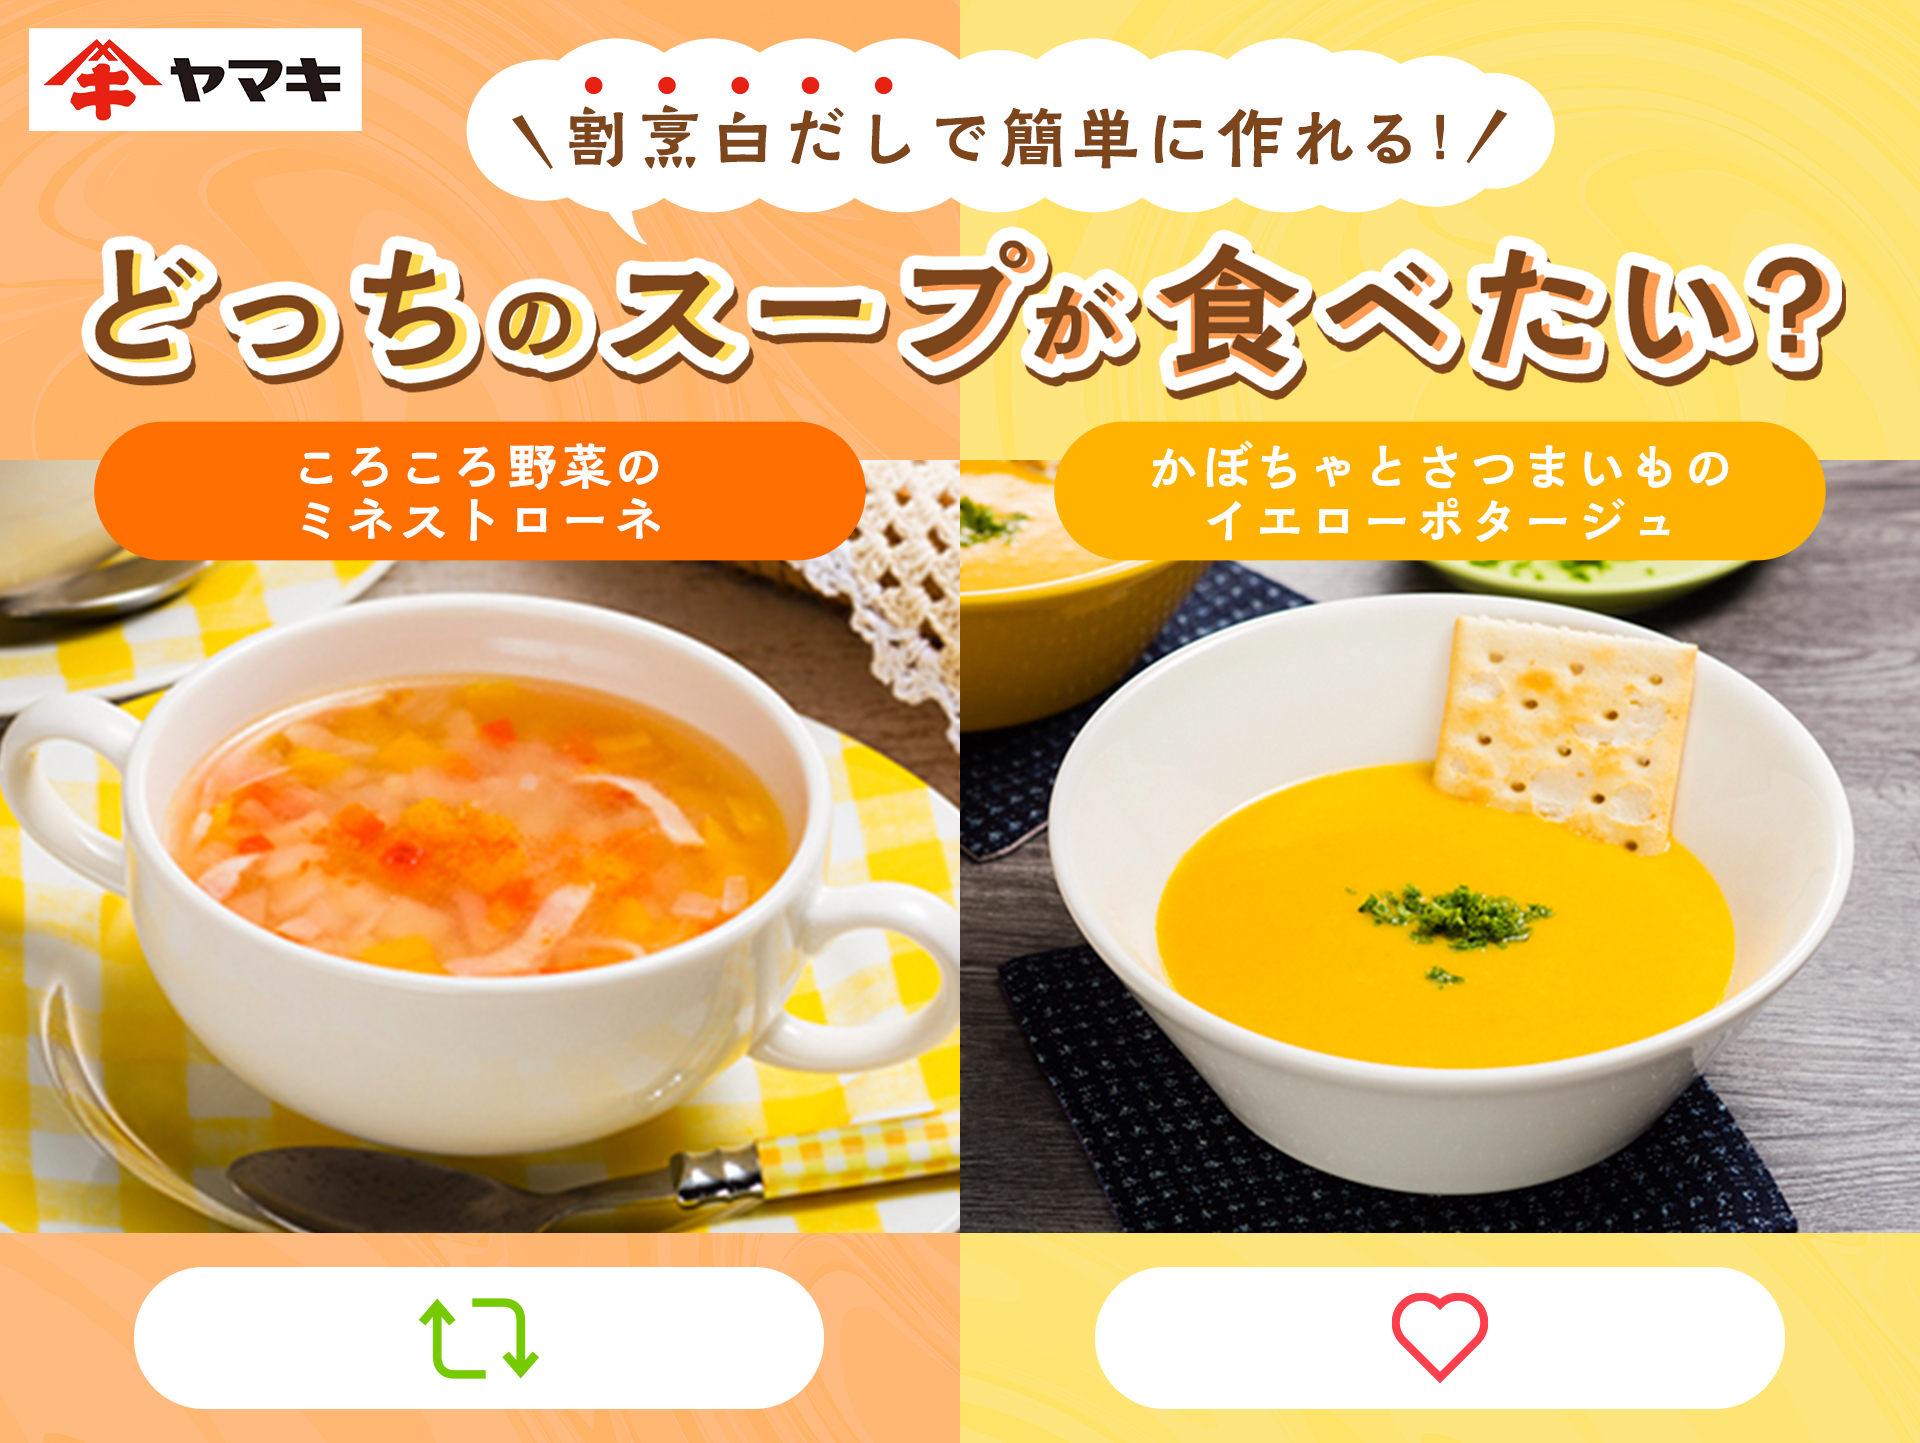 ヤマキ
\割烹白だしで簡単に作れる!/
どっちのスープが食べたい?
ころころ野菜の
ミネストローネ
かぼちゃとさつまいもの
イエローポタージュ